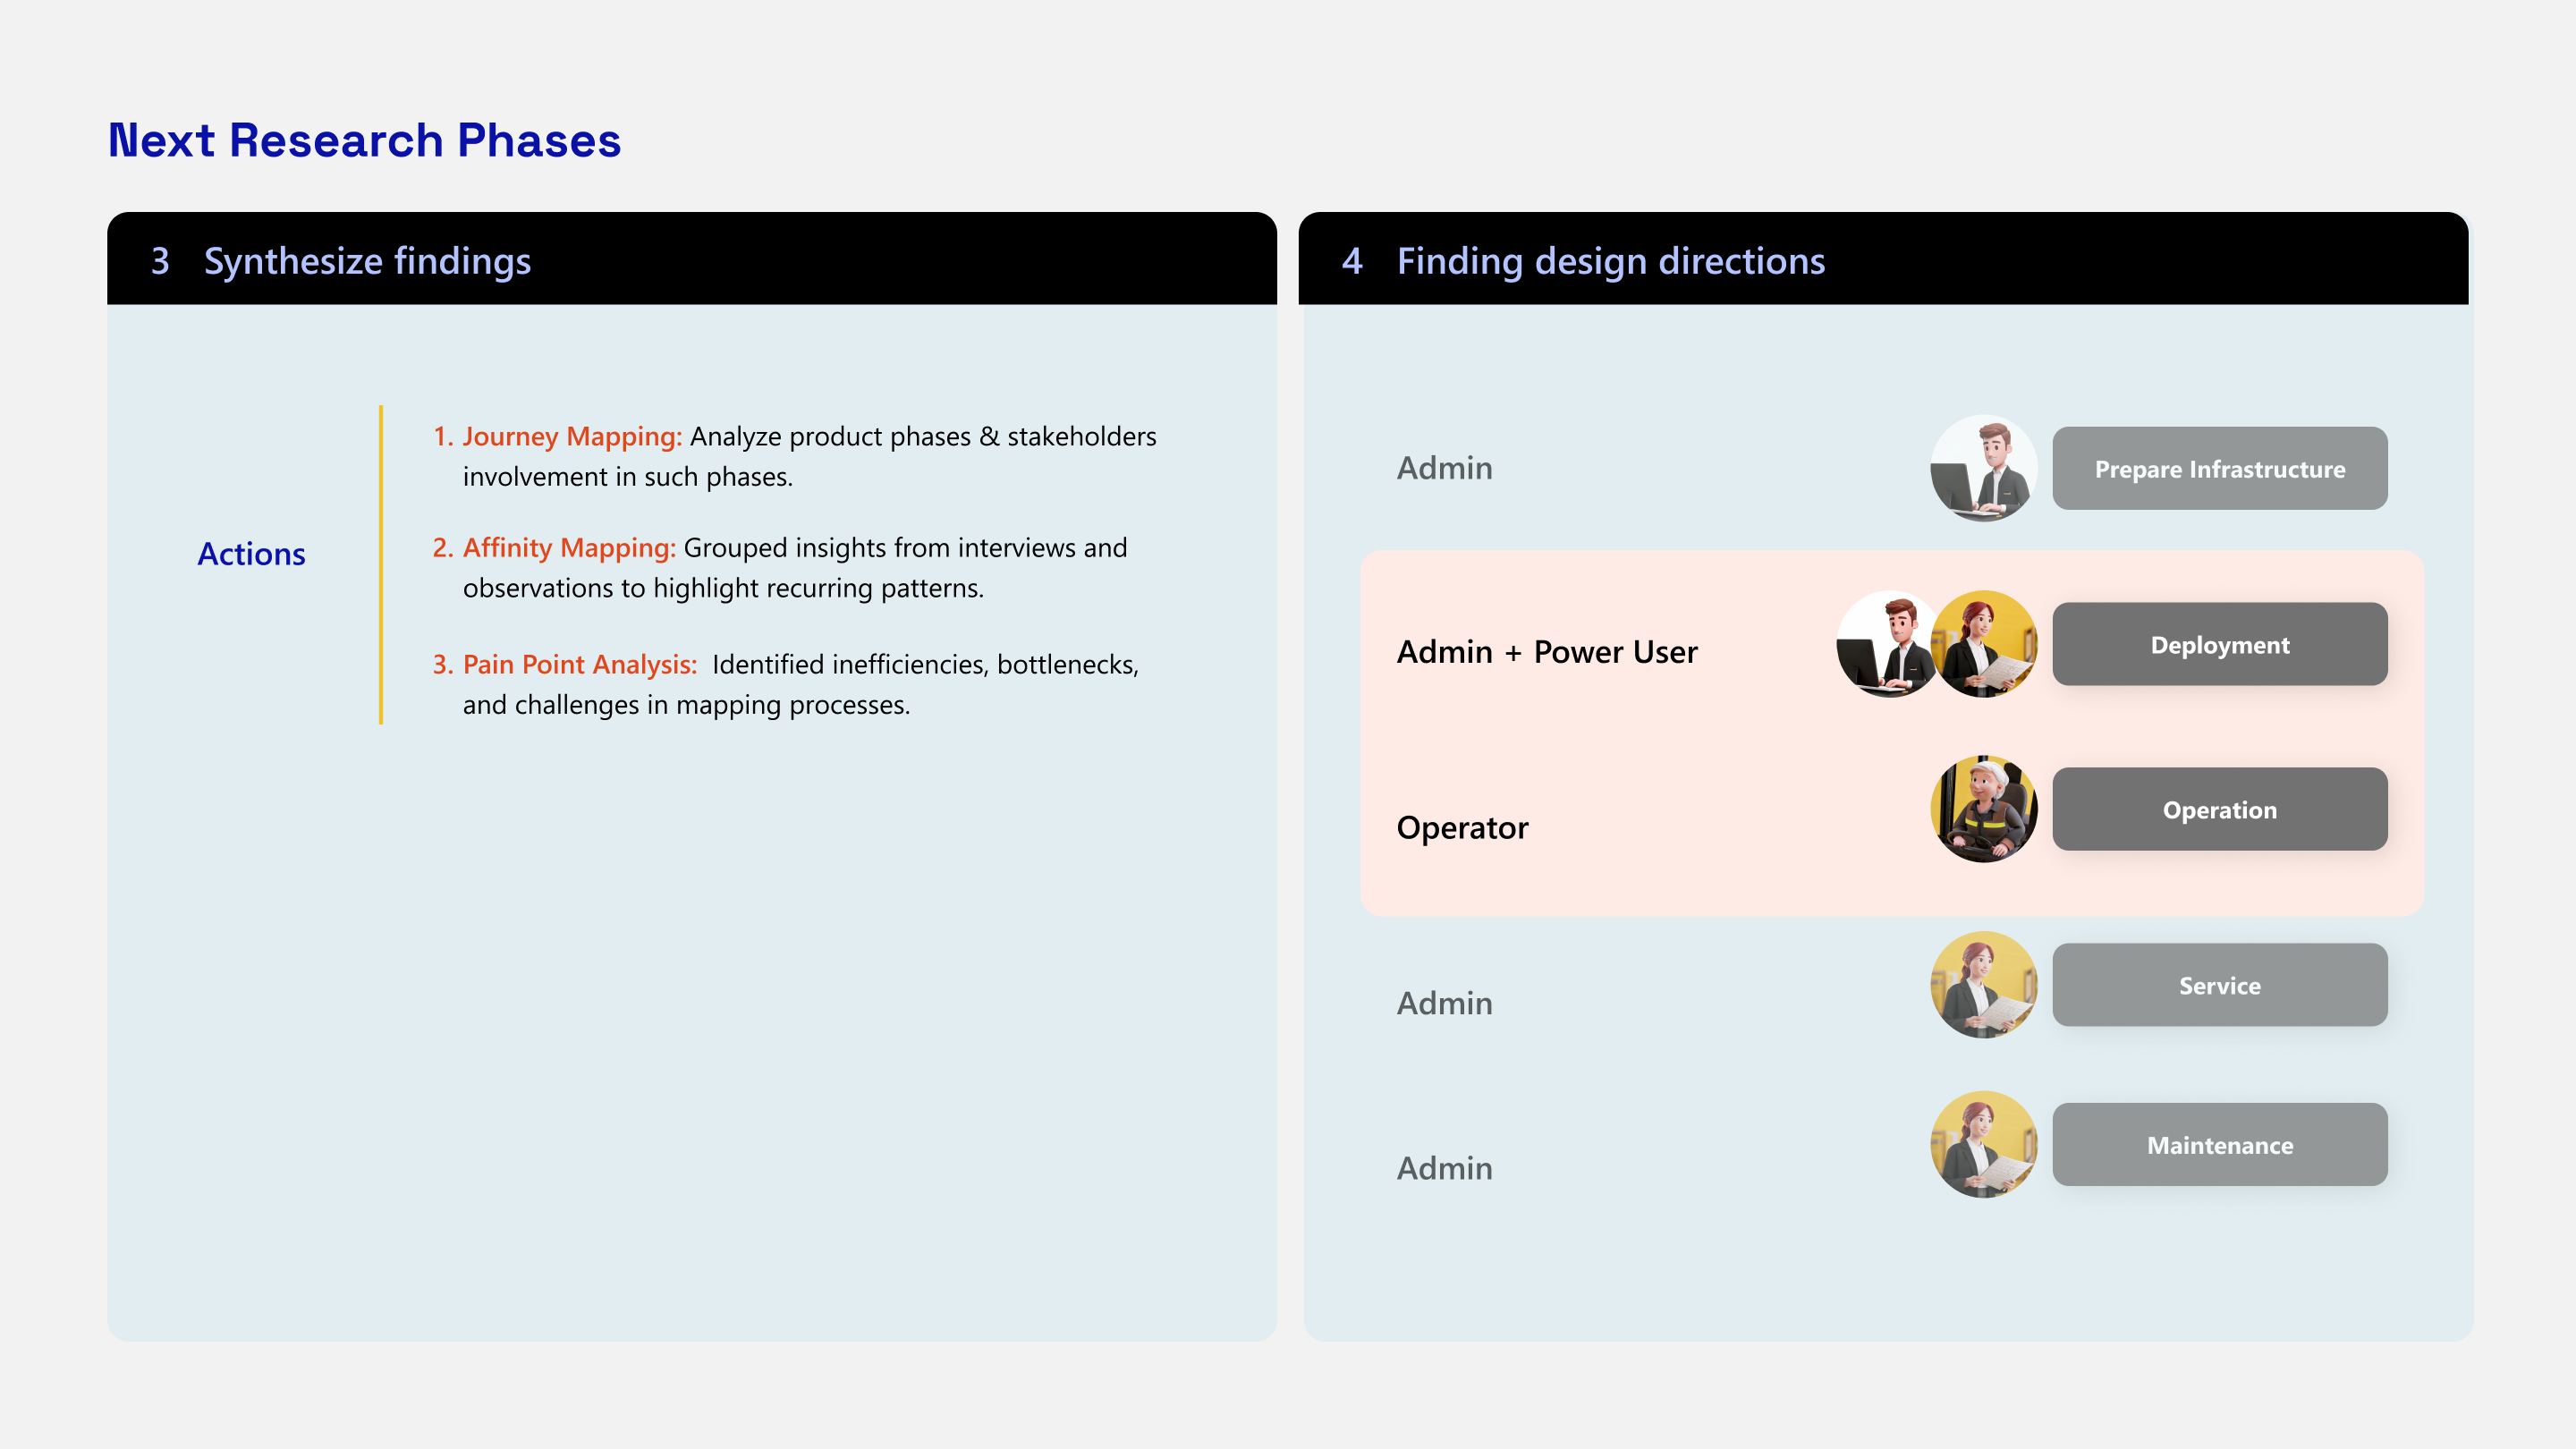 Next Research Phases
3 Synthesize findings
Actions
1. Journey Mapping: Analyze product phases & stakeholders
involvement in such phases.
2. Affinity Mapping: Grouped insights from interviews and
observations to highlight recurring patterns.
3. Pain Point Analysis: Identified inefficiencies, bottlenecks,
and challenges in mapping processes.
4 Finding design directions
Admin
Prepare Infrastructure
Admin + Power User
Deployment
Operator
Operation
Admin
Service
Admin
Maintenance